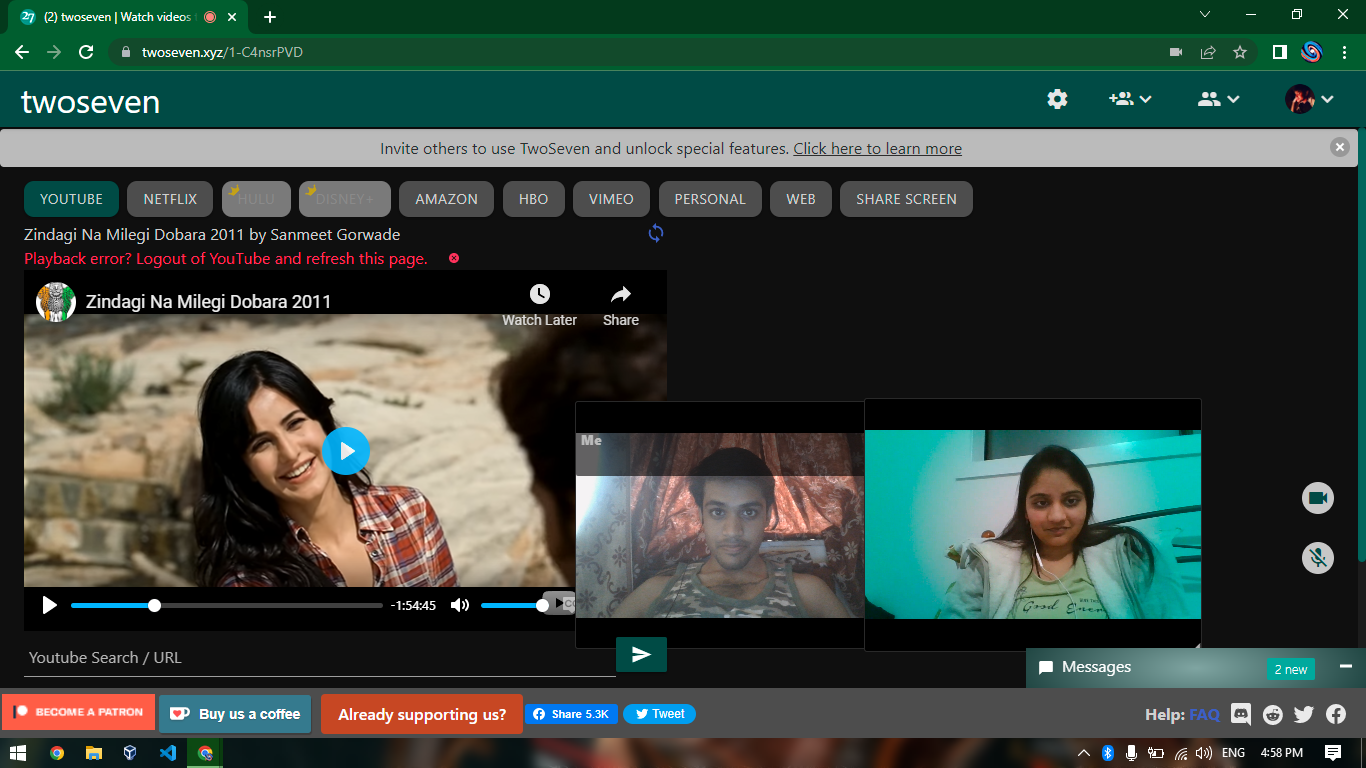 (2) twoseven | Watch videos
twoseven.xyz/1-C4nsrPVD
twoseven
Invite others to use TwoSeven and unlock special features. Click here to learn more
YOUTUBE NETFLIX HULU DISNEY+ AMAZON HBO VIMEO PERSONAL WEB SHARE SCREEN
Zindagi Na Milegi Dobara 2011 by Sanmeet Gorwade
Playback error? Logout of YouTube and refresh this page.
Zindagi Na Milegi Dobara 2011
Watch Later Share
Me
Good
-1:54:45
Youtube Search / URL
Messages 2 new
BECOME A PATRON Buy us a coffee Already supporting us? Share 5.3K Tweet Help: FAQ
ENG 4:58 PM